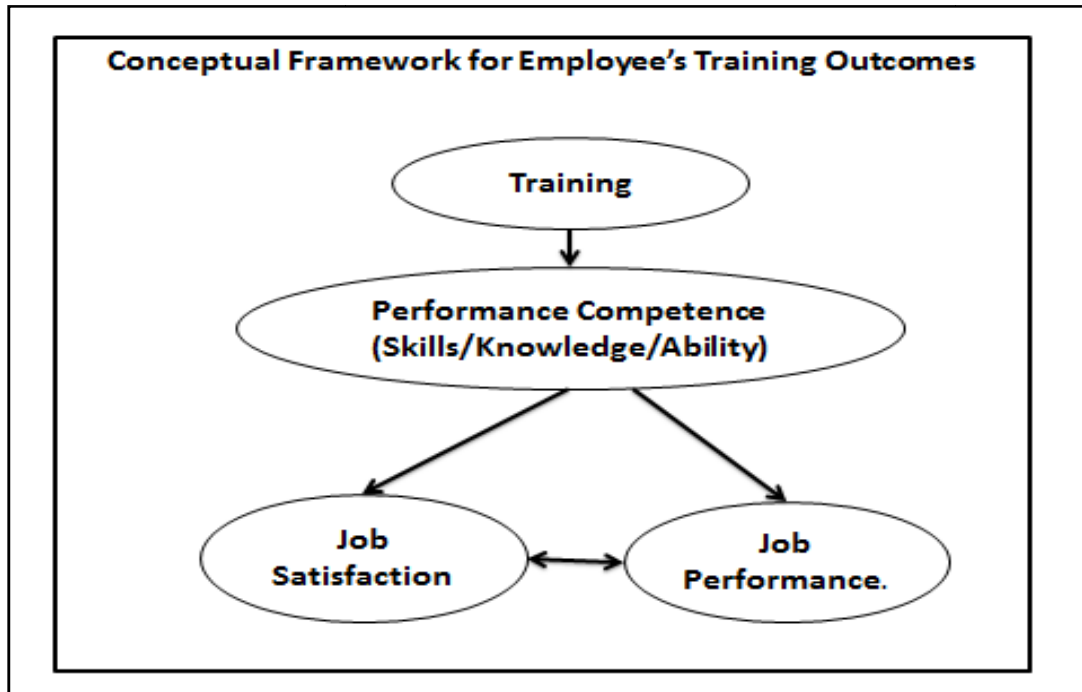 Conceptual Framework for Employee’s Training Outcomes
Training
Performance Competence
(Skills/Knowledge/Ability)
Job
Satisfaction
Job
Performance.